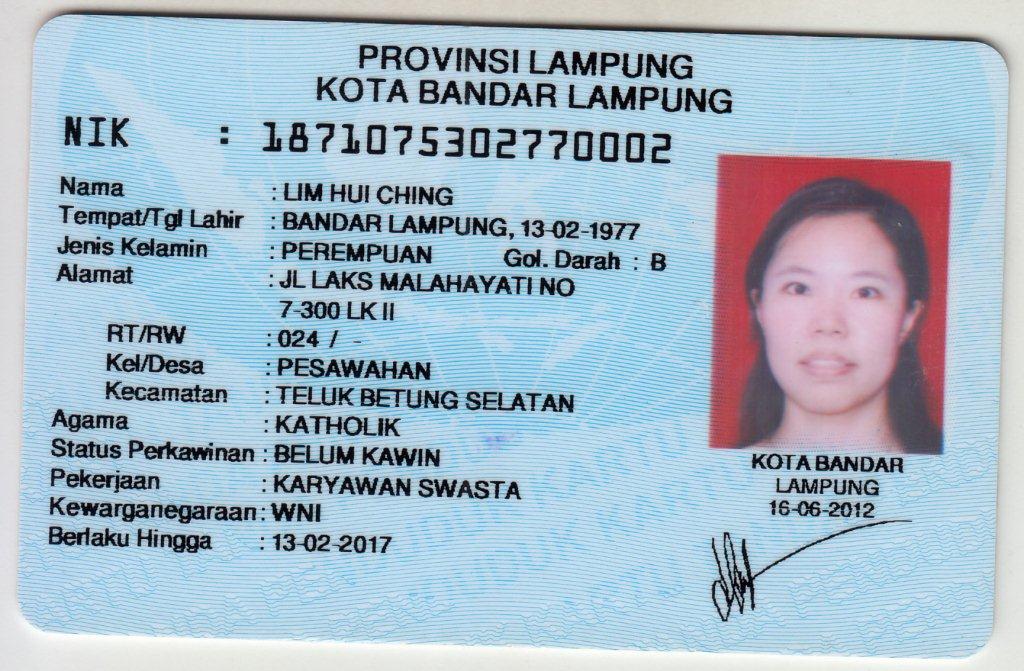 PROVINSI LAMPUNG
KOTA BANDAR LAMPUNG
NIK : 1871075302770002
Nama : LIM HUI CHING
Tempat/Tgl Lahir : BANDAR LAMPUNG, 13-02-1977
Jenis Kelamin : PEREMPUAN Gol. Darah : B
Alamat : JL LAKS MALAHAYATI NO
7-300 LK II
RT/RW : 024 / -
Kel/Desa : PESAWAHAN
Kecamatan : TELUK BETUNG SELATAN
Agama : KATHOLIK
Status Perkawinan : BELUM KAWIN
Pekerjaan : KARYAWAN SWASTA
Kewarganegaraan : WNI
Berlaku Hingga : 13-02-2017
KOTA BANDAR
LAMPUNG
16-06-2012